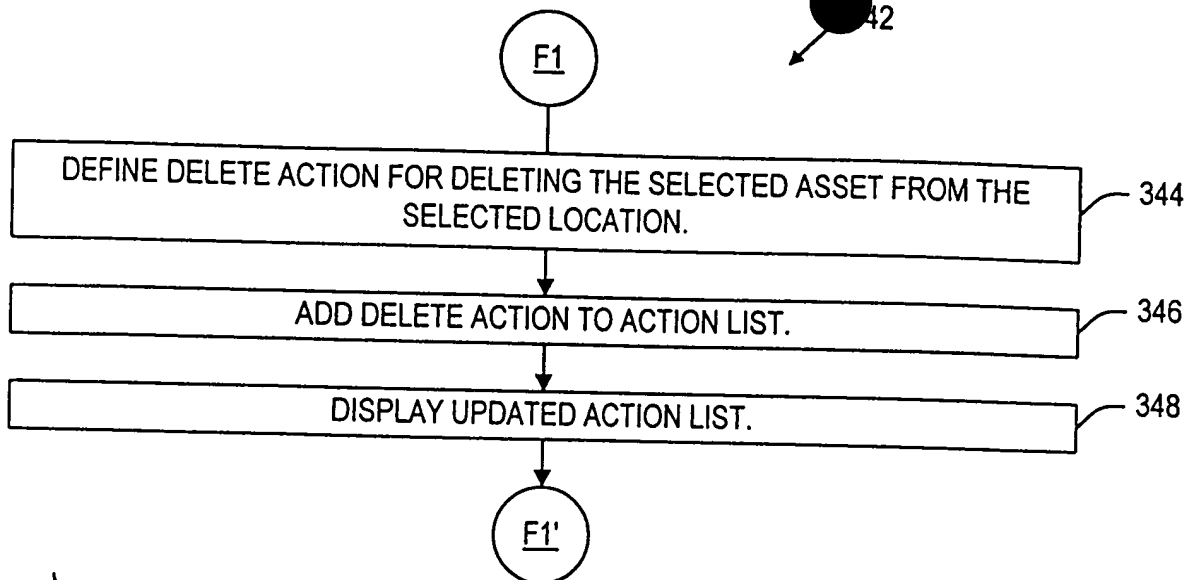 42
F1
DEFINE DELETE ACTION FOR DELETING THE SELECTED ASSET FROM THE
SELECTED LOCATION.
344
ADD DELETE ACTION TO ACTION LIST.
346
DISPLAY UPDATED ACTION LIST.
348
F1'